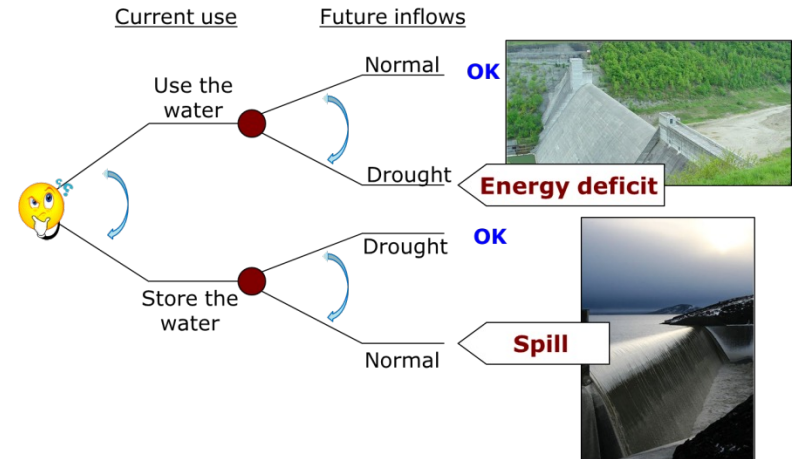 Current use
Future inflows
Normal
OK
Use the
water
Drought
Energy deficit
Drought
OK
Store the
water
Spill
Normal